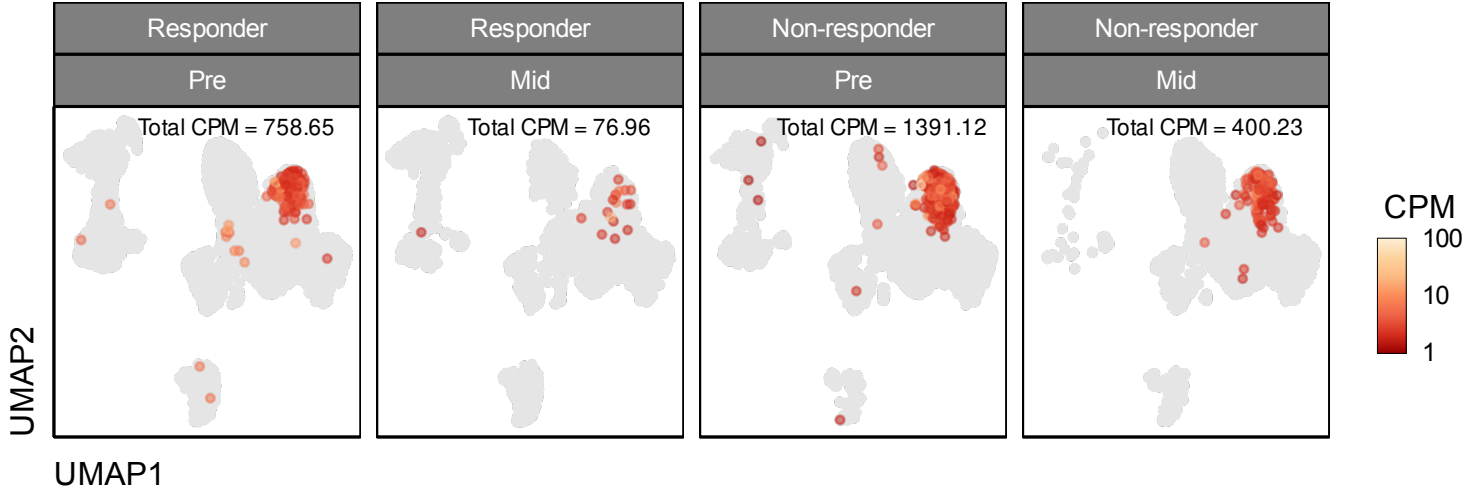 Responder
Responder
Non-responder
Non-responder
Pre
Mid
Pre
Mid
Total CPM = 758.65
Total CPM = 76.96
Total CPM = 1391.12
Total CPM = 400.23
CPM
100
10
1
UMAP2
UMAP1